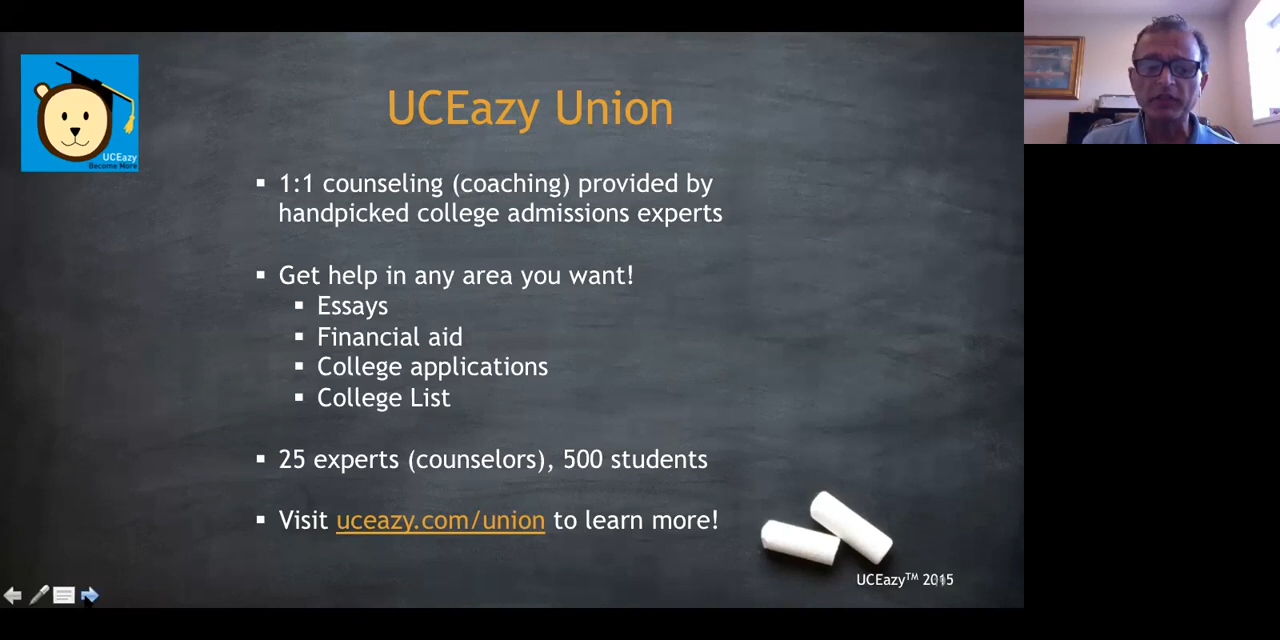 UCEazy
Become More
UCEazy Union
▪ 1:1 counseling (coaching) provided by
handpicked college admissions experts
▪ Get help in any area you want!
▪ Essays
▪ Financial aid
▪ College applications
▪ College List
▪ 25 experts (counselors), 500 students
▪ Visit uceazy.com/union to learn more!
UCEazy™ 2015